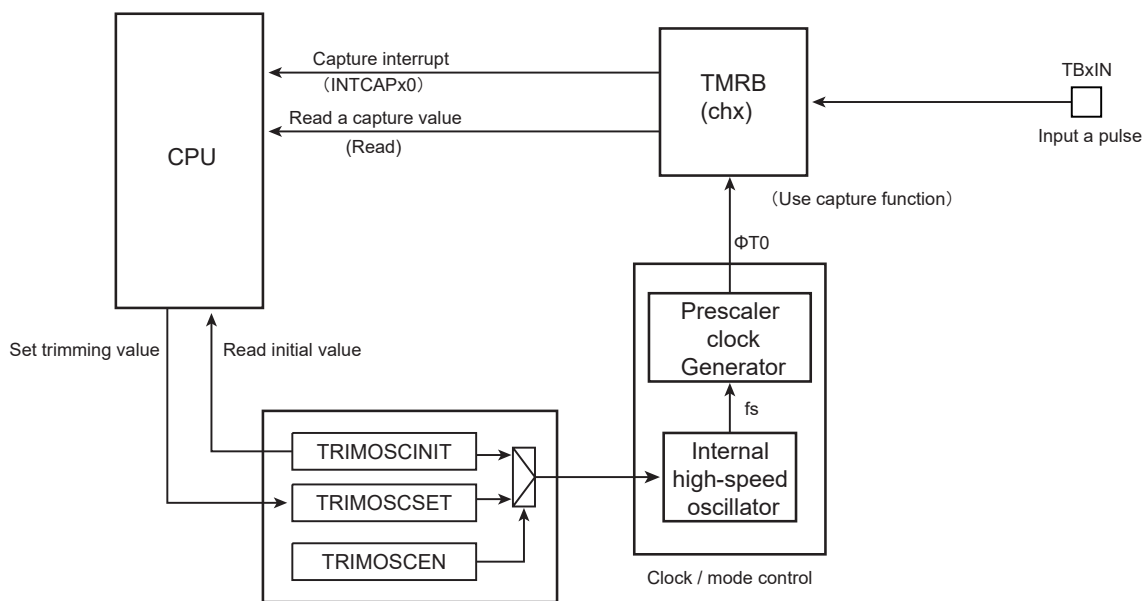 Capture interrupt
（INTCAPx0）
Read a capture value
(Read)
CPU
TMRB
(chx)
TBxIN
Input a pulse
（Use capture function）
ΦT0
Prescaler
clock
Generator
fs
Internal
high-speed
oscillator
Clock / mode control
Set trimming value
Read initial value
TRIMOSCINIT
TRIMOSCSET
TRIMOSCEN